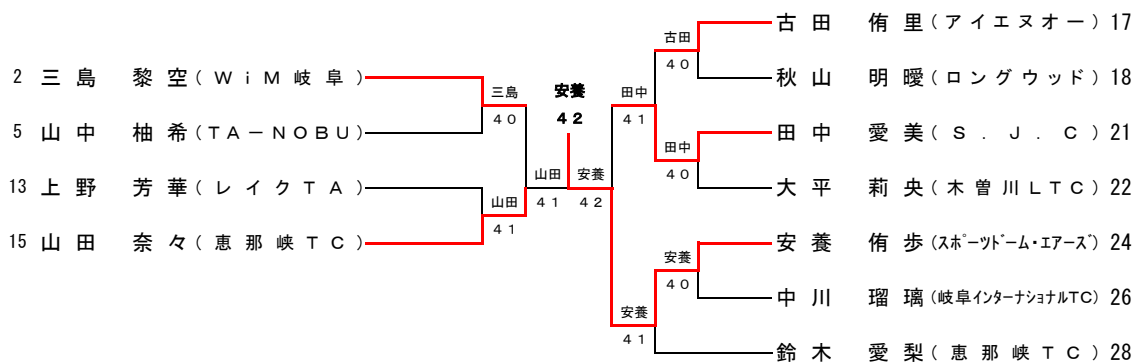 古田 侑里(アイエヌオー) 17
古田
40
2 三島 黎空(WiM岐阜)
秋山 明曖(ロングウッド) 18
三島
安養
田中
40
42
41
5 山中 柚希(TA-NOBU)
田中 愛美(S.J.C) 21
田中
40
13 上野 芳華(レイクTA)
山田
安養
大平 莉央(木曽川LTC) 22
山田
41
42
41
15 山田 奈々(恵那峡TC)
安養 侑歩(スポーツドーム・エアーズ) 24
安養
40
中川 瑠璃(岐阜インターナショナルTC) 26
安養
41
鈴木 愛梨(恵那峡TC) 28